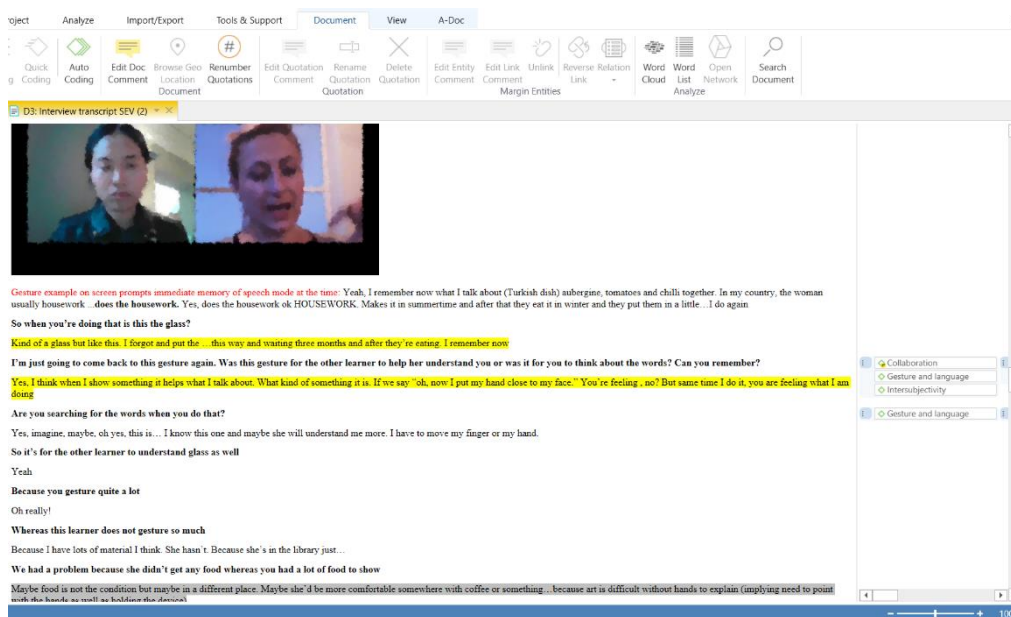 roject Analyze Import/Export Tools & Support Document View A-Doc
Quick Coding
Auto Coding
Edit Doc Comment
Browse Geo Location
Renumber Quotations
Document
Edit Quotation Comment
Rename Quotation
Delete Quotation
Quotation
Edit Entity Comment
Edit Link Comment
Unlink
Reverse Link
Relation
Margin Entities
Word Cloud
Word List
Open Network
Analyze
Search Document
D3: Interview transcript SEV (2)
Gesture example on screen prompts immediate memory of speech mode at the time: Yeah, I remember now what I talk about (Turkish dish) aubergine, tomatoes and chilli together. In my country, the woman
usually housework ...does the housework. Yes, does the housework ok HOUSEWORK. Makes it in summertime and after that they eat it in winter and they put them in a little…I do again
So when you're doing that is this the glass?
Kind of a glass but like this. I forgot and put the …this way and waiting three months and after they're eating. I remember now
I'm just going to come back to this gesture again. Was this gesture for the other learner to help her understand you or was it for you to think about the words? Can you remember?
Collaboration
Gesture and language
Intersubjectivity
Yes, I think when I show something it helps what I talk about. What kind of something it is. If we say "oh, now I put my hand close to my face." You're feeling , no? But same time I do it, you are feeling what I am
doing
Are you searching for the words when you do that?
Gesture and language
Yes, imagine, maybe, oh yes, this is… I know this one and maybe she will understand me more. I have to move my finger or my hand.
So it's for the other learner to understand glass as well
Yeah
Because you gesture quite a lot
Oh really!
Whereas this learner does not gesture so much
Because I have lots of material I think. She hasn't. Because she's in the library just…
We had a problem because she didn't get any food whereas you had a lot of food to show
Maybe food is not the condition but maybe in a different place. Maybe she'd be more comfortable somewhere with coffee or something…because art is difficult without hands to explain (implying need to point
with the hands as well as holding the device)
100